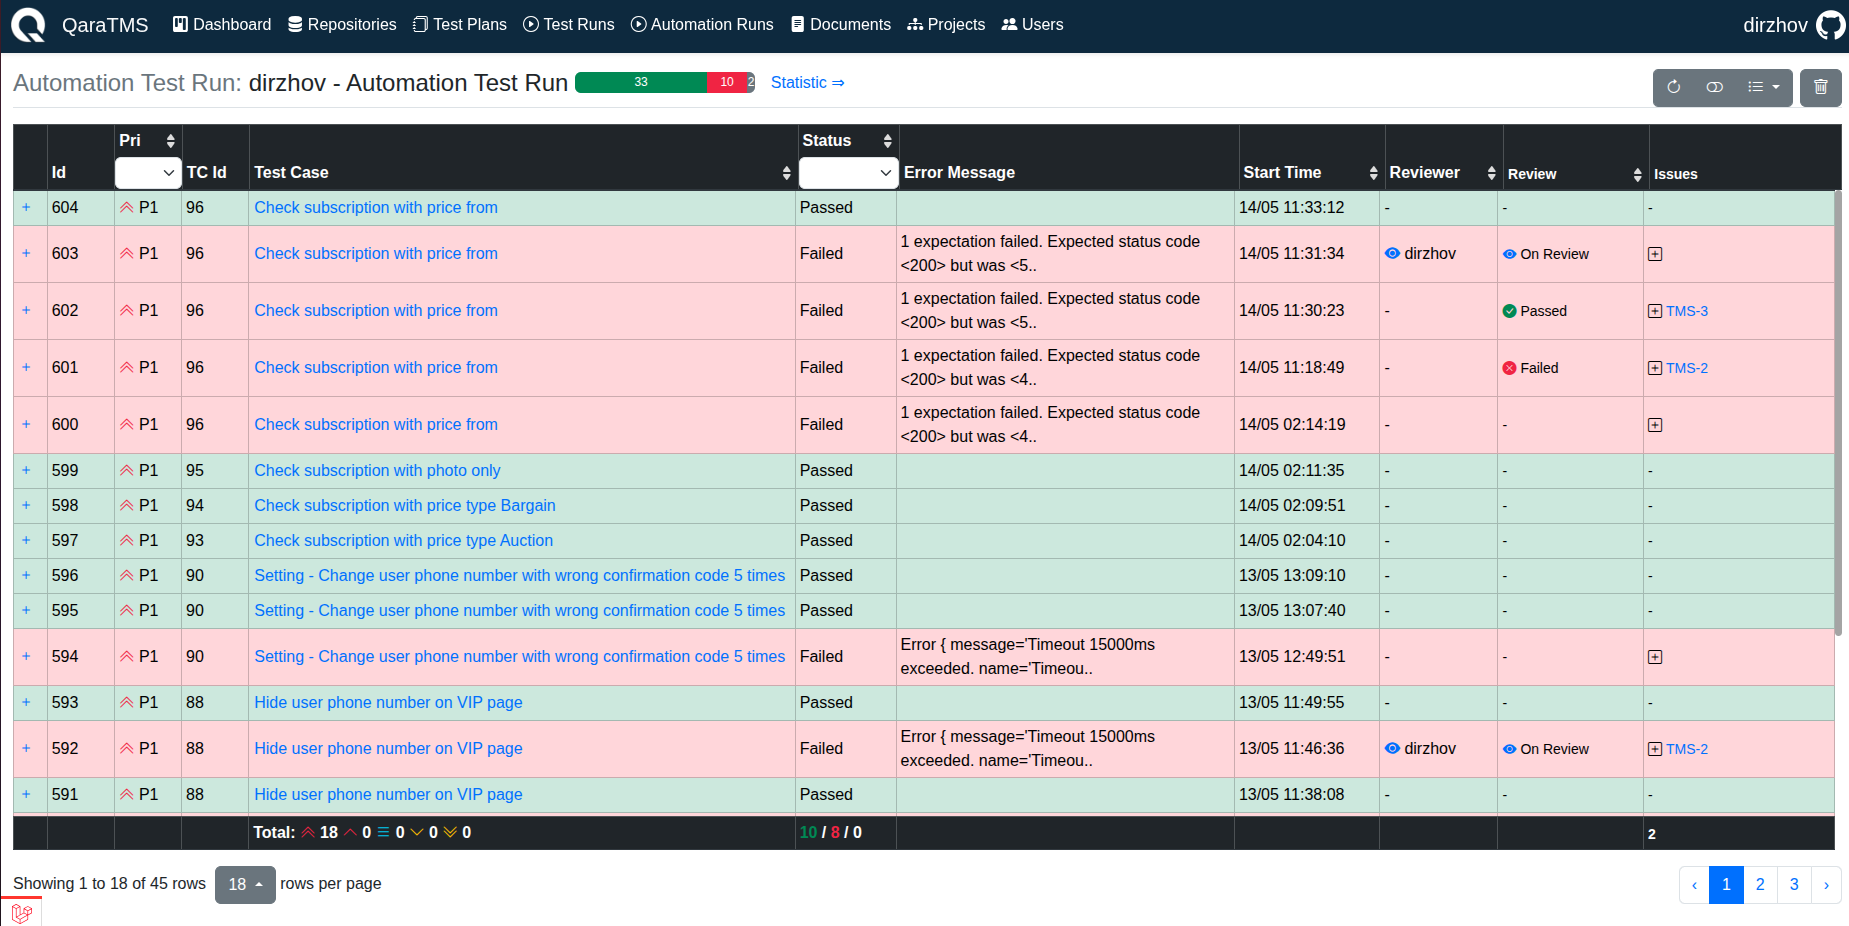 QaraTMS Dashboard Repositories Test Plans Test Runs Automation Runs Documents Projects Users dirzhov
Automation Test Run: dirzhov - Automation Test Run 33 10 2 Statistic ⇒
Pri Status
Id TC Id Test Case Error Message Start Time Reviewer Review Issues
+ 604 P1 96 Check subscription with price from Passed 14/05 11:33:12 - - -
+ 603 P1 96 Check subscription with price from Failed 1 expectation failed. Expected status code
<200> but was <5.. 14/05 11:31:34 dirzhov On Review
+ 602 P1 96 Check subscription with price from Failed 1 expectation failed. Expected status code
<200> but was <5.. 14/05 11:30:23 - Passed TMS-3
+ 601 P1 96 Check subscription with price from Failed 1 expectation failed. Expected status code
<200> but was <4.. 14/05 11:18:49 - Failed TMS-2
+ 600 P1 96 Check subscription with price from Failed 1 expectation failed. Expected status code
<200> but was <4.. 14/05 02:14:19 - -
+ 599 P1 95 Check subscription with photo only Passed 14/05 02:11:35 - - -
+ 598 P1 94 Check subscription with price type Bargain Passed 14/05 02:09:51 - - -
+ 597 P1 93 Check subscription with price type Auction Passed 14/05 02:04:10 - - -
+ 596 P1 90 Setting - Change user phone number with wrong confirmation code 5 times Passed 13/05 13:09:10 - - -
+ 595 P1 90 Setting - Change user phone number with wrong confirmation code 5 times Passed 13/05 13:07:40 - - -
+ 594 P1 90 Setting - Change user phone number with wrong confirmation code 5 times Failed Error { message='Timeout 15000ms
exceeded. name='Timeou.. 13/05 12:49:51 - -
+ 593 P1 88 Hide user phone number on VIP page Passed 13/05 11:49:55 - - -
+ 592 P1 88 Hide user phone number on VIP page Failed Error { message='Timeout 15000ms
exceeded. name='Timeou.. 13/05 11:46:36 dirzhov On Review TMS-2
+ 591 P1 88 Hide user phone number on VIP page Passed 13/05 11:38:08 - - -
Total: 18 0 0 0 0 10 / 8 / 0 2
Showing 1 to 18 of 45 rows 18 rows per page ‹ 1 2 3 ›